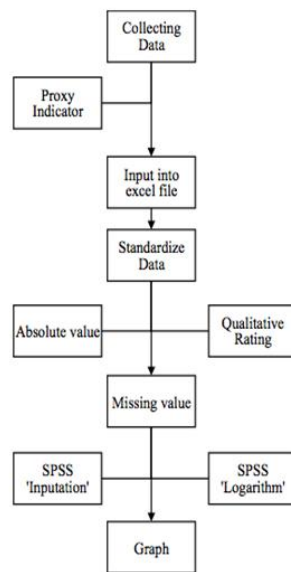 Collecting
Data
Proxy
Indicator
Input into
excel file
Standardize
Data
Absolute value
Qualitative
Rating
Missing value
SPSS
'Inputation'
SPSS
'Logarithm'
Graph